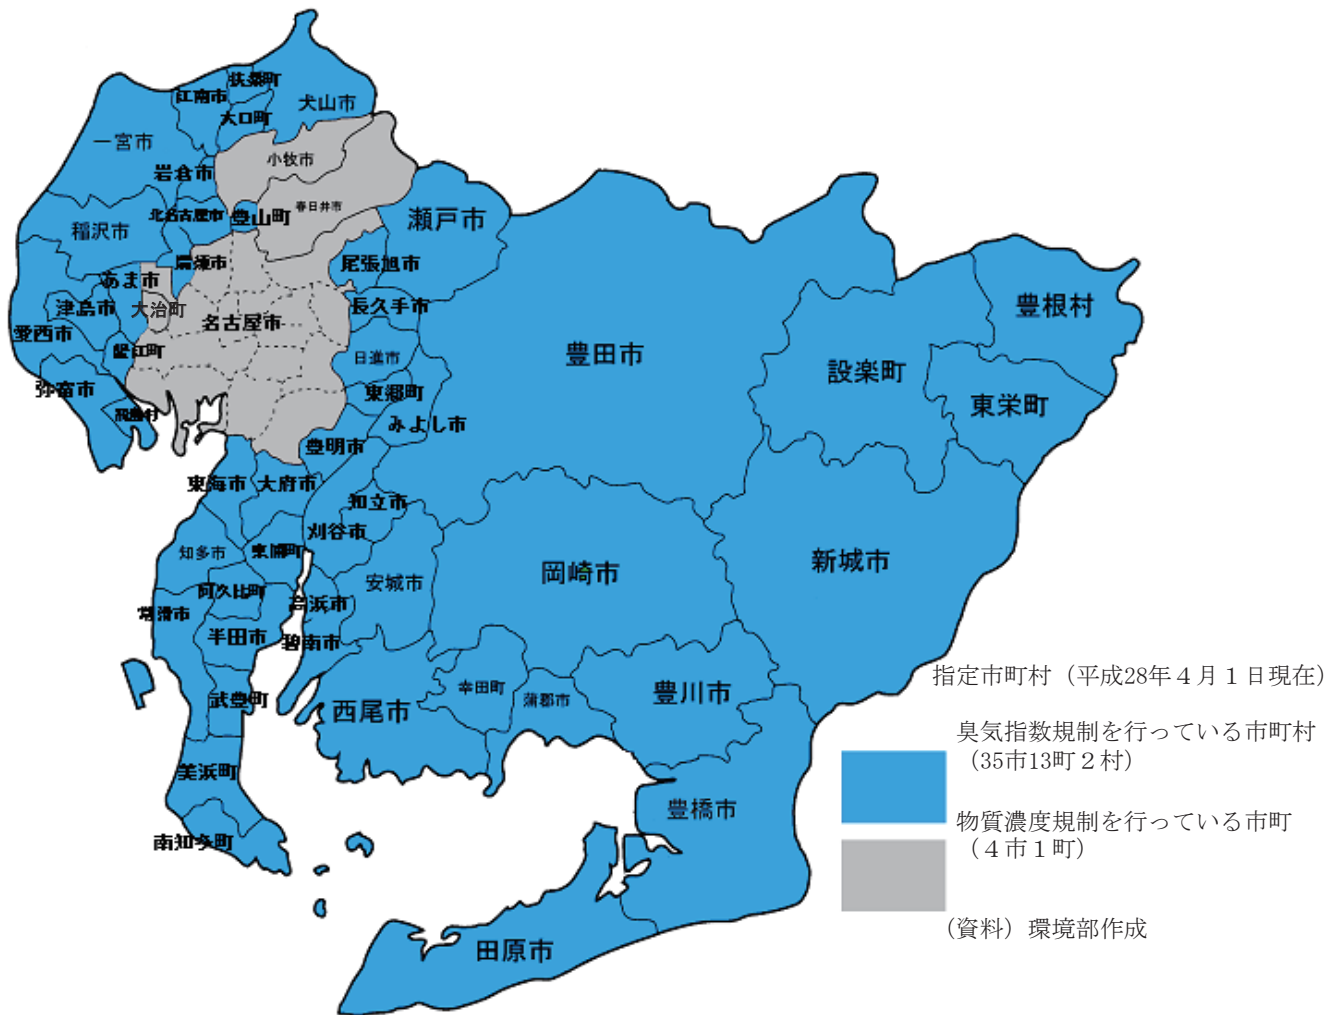 扶桑町
江南市
犬山市
大口町
一宮市
小牧市
岩倉市
春日井市
北名古屋市
豊山町
瀬戸市
稲沢市
清須市
尾張旭市
あま市
津島市
大治町
長久手市
豊根村
名古屋市
愛西市
蟹江町
日進市
豊田市
設楽町
弥富市
東郷町
東栄町
飛島村
みよし市
豊明市
東海市
大府市
知立市
刈谷市
知多市
東浦町
岡崎市
新城市
安城市
阿久比町
高浜市
常滑市
半田市
碧南市
指定市町村（平成28年４月１日現在）
武豊町
西尾市
幸田町
蒲郡市
豊川市
臭気指数規制を行っている市町村
（35市13町２村）
美浜町
豊橋市
物質濃度規制を行っている市町
（４市１町）
南知多町
（資料）環境部作成
田原市